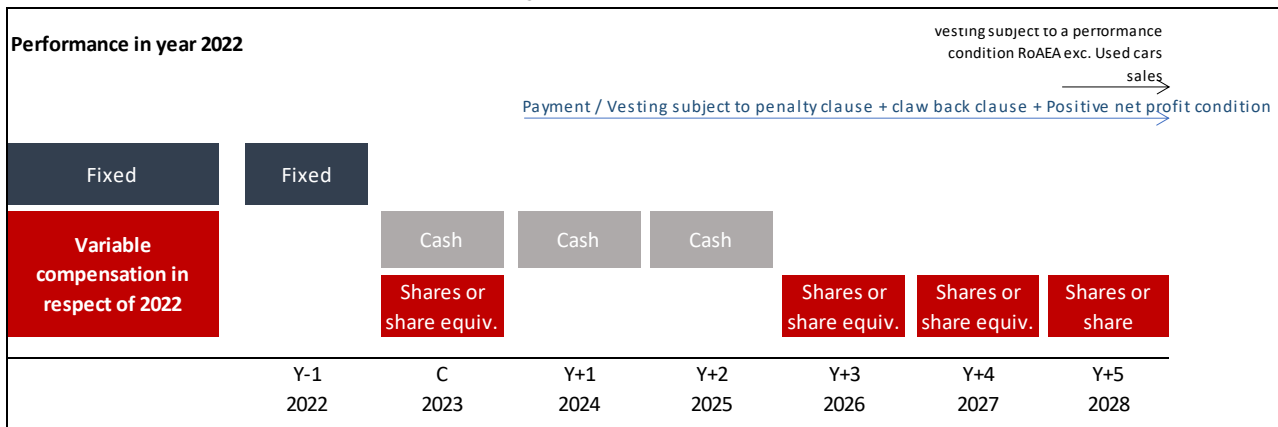 Performance in year 2022
vesting subject to a performance
condition RoAEA exc. Used cars
sales
Payment / Vesting subject to penalty clause + claw back clause + Positive net profit condition
Fixed
Fixed
Variable
compensation in
respect of 2022
Cash
Cash
Cash
Shares or
share equiv.
Shares or
share equiv.
Shares or
share equiv.
Shares or
share
Y-1
C
Y+1
Y+2
Y+3
Y+4
Y+5
2022
2023
2024
2025
2026
2027
2028